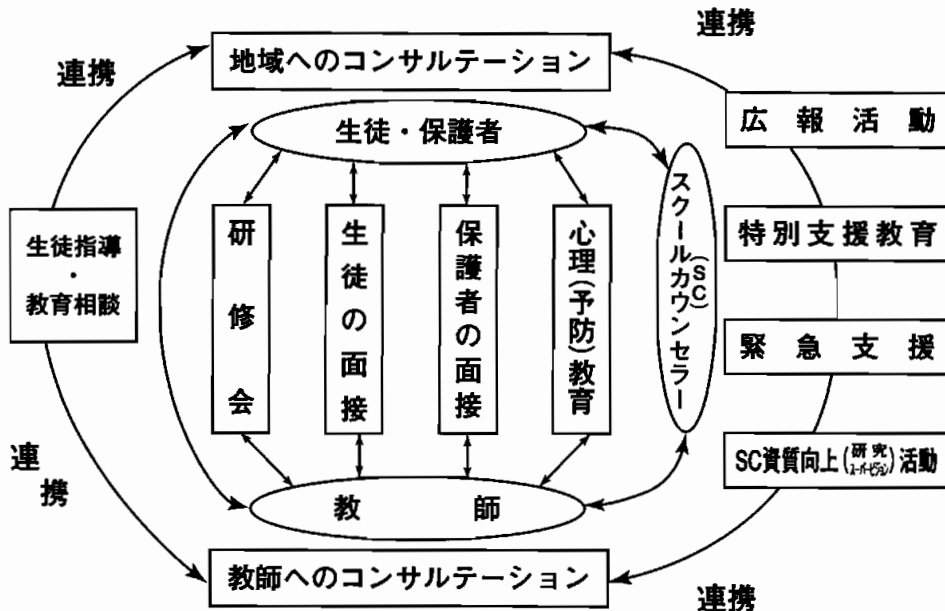 連携
地域へのコンサルテーション
連携
生徒・保護者
広報活動
スクールカウンセラー
(SC)
生徒指導
・
教育相談
研修会
生徒の面接
保護者の面接
心理(予防)教育
特別支援教育
緊急支援
SC資質向上(研究スーパービジョン)活動
教師
連
携
教師へのコンサルテーション
連携